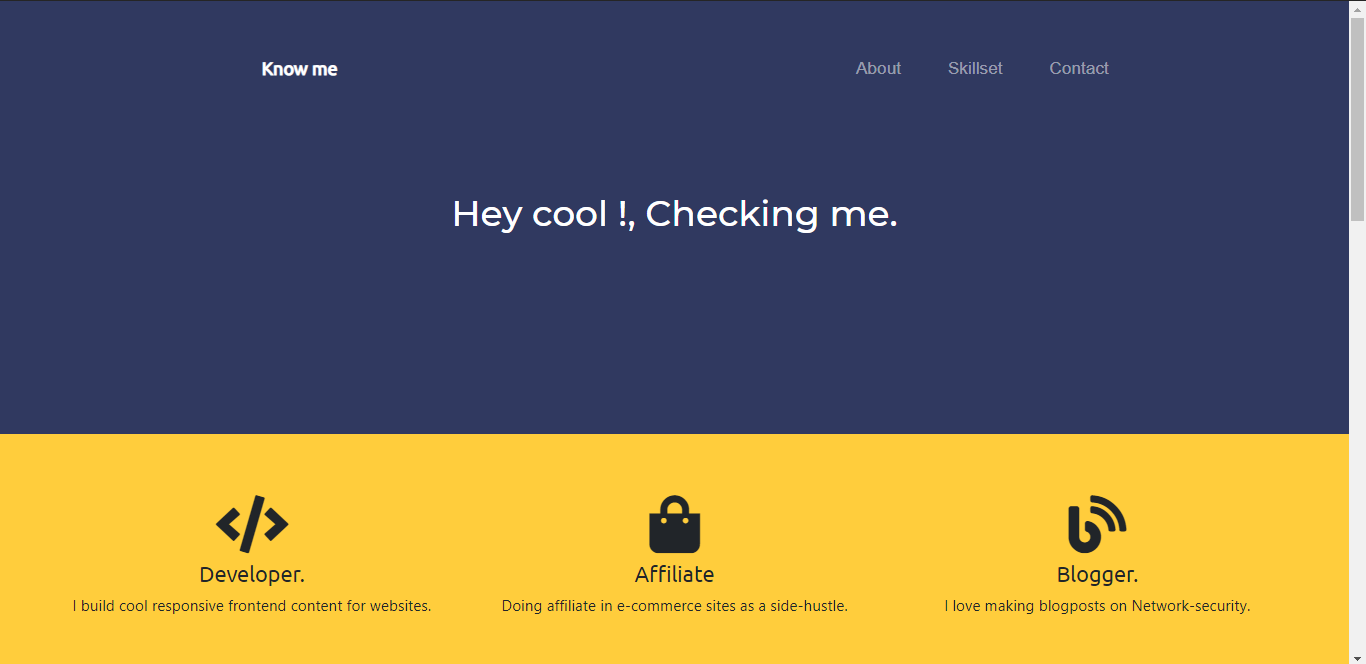 Know me
About Skillset Contact
Hey cool !, Checking me.
Developer.
I build cool responsive frontend content for websites.
Affiliate
Doing affiliate in e-commerce sites as a side-hustle.
Blogger.
I love making blogposts on Network-security.